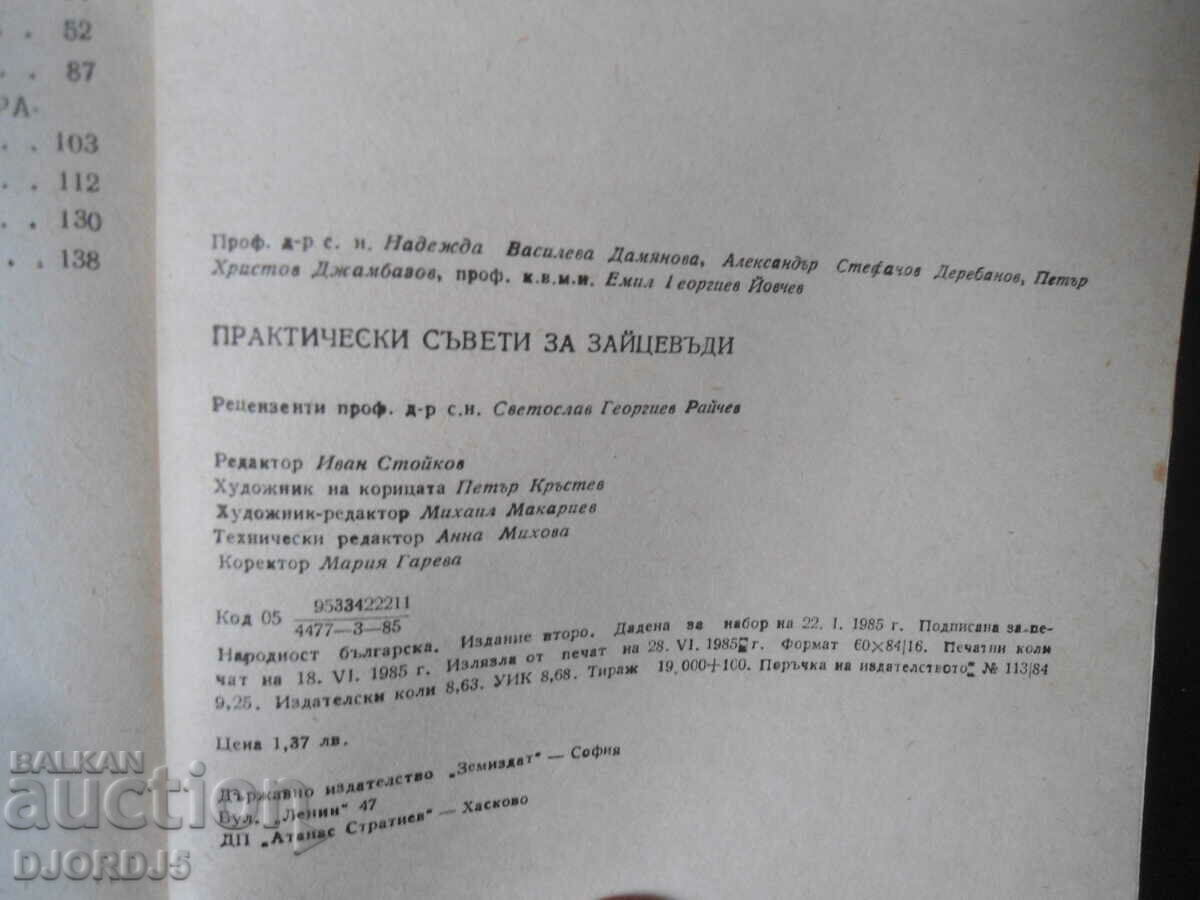 . . 52
. . 87
РА-
. . 103
. . 112
. . 130
. . 138
Проф. д-р с. н. Надежда Василева Дамянова, Александър Стефачов Деребанов, Петър
Христов Джамбазов, проф. к.в.м.н. Емил Георгиев Йовчев
ПРАКТИЧЕСКИ СЪВЕТИ ЗА ЗАЙЦЕВЪДИ
Рецензенти проф. д-р с.н. Светослав Георгиев Райчев
Редактор Иван Стойков
Художник на корицата Петър Кръстев
Художник-редактор Михаил Макариев
Технически редактор Анна Михова
Коректор Мария Гарева
Код 05 9533422211
4477—3—85
Народност българска. Издание второ. Дадена за набор на 22. I. 1985 г. Подписана за пе-
чат на 18. VI. 1985 г. Излязла от печат на 28. VI. 1985 г. Формат 60×84/16. Печатни коли
9,25. Издателски коли 8,63. УИК 8,68. Тираж 19,000+100. Поръчка на издателството № 113/84
Цена 1,37 лв.
Държавно издателство „Земиздат“ — София
Вул. „Ленин“ 47
ДП „Атанас Стратиев“ — Хасково
BALKAN
auction
DJORDJ5